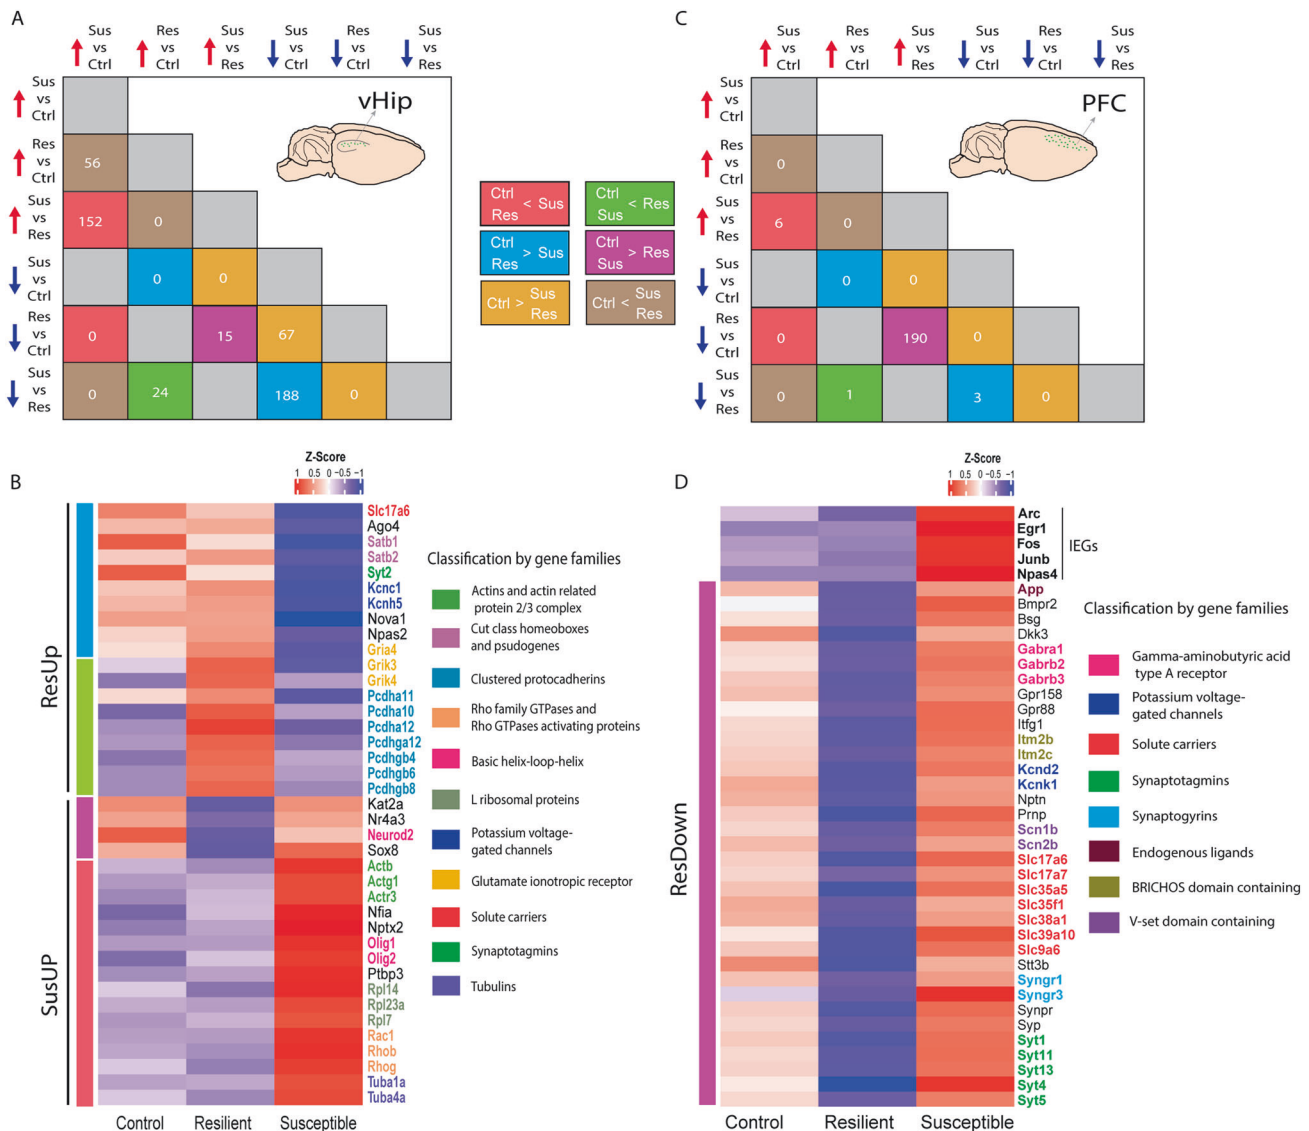 A
Sus Res Sus Sus Res Sus
vs vs vs vs vs vs
Ctrl Ctrl Res Ctrl Ctrl Res
Sus
vs
Ctrl
vHip
Res
vs
Ctrl
56
Sus
vs
Res
152 0
Sus
vs
Ctrl
0 0
Res
vs
Ctrl
0 15 67
Sus
vs
Res
0 24 188 0
Ctrl
Res < Sus
Ctrl
Sus < Res
Ctrl
Res > Sus
Ctrl
Sus > Res
Ctrl > Sus
Res
Ctrl < Sus
Res
C
Sus Res Sus Sus Res Sus
vs vs vs vs vs vs
Ctrl Ctrl Res Ctrl Ctrl Res
Sus
vs
Ctrl
PFC
Res
vs
Ctrl
0
Sus
vs
Res
6 0
Sus
vs
Ctrl
0 0
Res
vs
Ctrl
0 190 0
Sus
vs
Res
0 1 3 0
B
Z-Score
1 0.5 0 -0.5 -1
ResUp
SusUP
Slc17a6
Ago4
Satb1
Satb2
Syt2
Kcnc1
Kcnh5
Nova1
Npas2
Gria4
Grik3
Grik4
Pcdha11
Pcdha10
Pcdha12
Pcdhga12
Pcdhgb4
Pcdhgb6
Pcdhgb8
Kat2a
Nr4a3
Neurod2
Sox8
Actb
Actg1
Actr3
Nfia
Nptx2
Olig1
Olig2
Ptbp3
Rpl14
Rpl23a
Rpl7
Rac1
Rhob
Rhog
Tuba1a
Tuba4a
Control Resilient Susceptible
Classification by gene families
Actins and actin related
protein 2/3 complex
Cut class homeoboxes
and psudogenes
Clustered protocadherins
Rho family GTPases and
Rho GTPases activating proteins
Basic helix-loop-helix
L ribosomal proteins
Potassium voltage-
gated channels
Glutamate ionotropic receptor
Solute carriers
Synaptotagmins
Tubulins
D
Z-Score
1 0.5 0 -0.5 -1
ResDown
Arc
Egr1
Fos
Junb
Npas4
IEGs
App
Bmpr2
Bsg
Dkk3
Gabra1
Gabrb2
Gabrb3
Gpr158
Gpr88
Itfg1
Itm2b
Itm2c
Kcnd2
Kcnk1
Nptn
Prnp
Scn1b
Scn2b
Slc17a6
Slc17a7
Slc35a5
Slc35f1
Slc38a1
Slc39a10
Slc9a6
Stt3b
Syngr1
Syngr3
Synpr
Syp
Syt1
Syt11
Syt13
Syt4
Syt5
Control Resilient Susceptible
Classification by gene families
Gamma-aminobutyric acid
type A receptor
Potassium voltage-
gated channels
Solute carriers
Synaptotagmins
Synaptogyrins
Endogenous ligands
BRICHOS domain containing
V-set domain containing